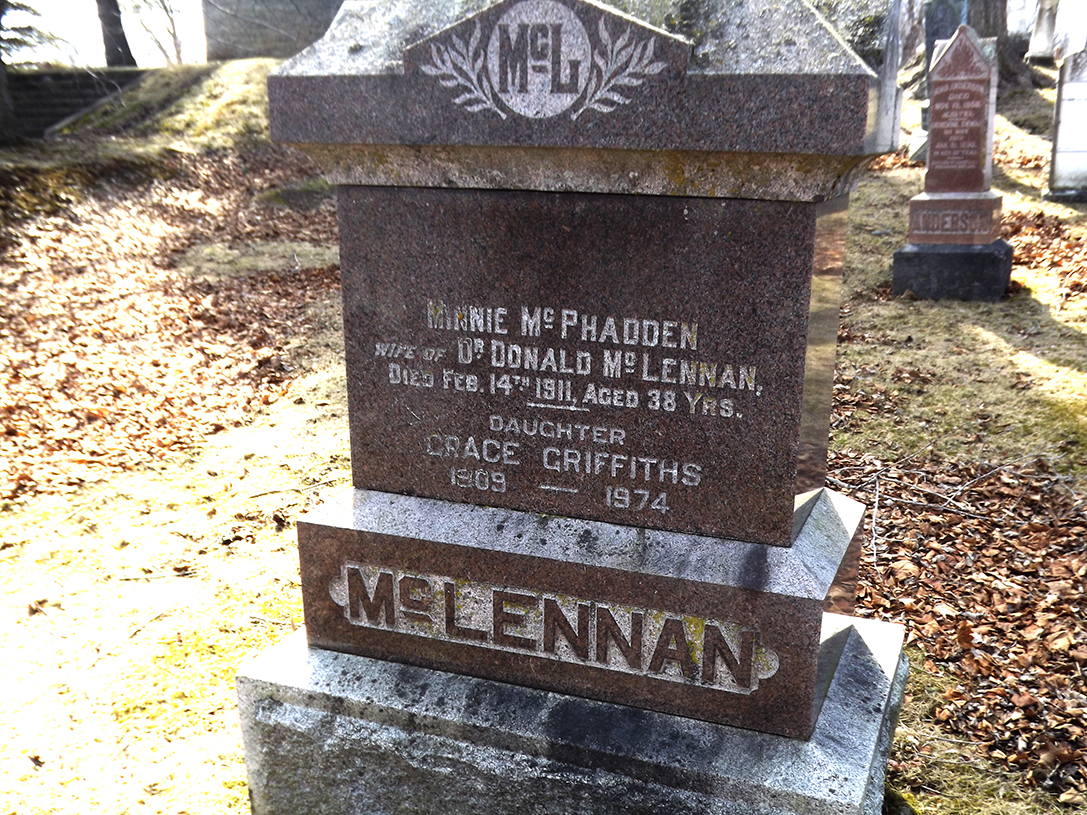 McL
MINNIE McPHADDEN
WIFE OF DR DONALD McLENNAN,
DIED FEB. 14TH 1911, AGED 38 YRS.
DAUGHTER
GRACE GRIFFITHS
1909 — 1974
McLENNAN
ANDERSON
DIED